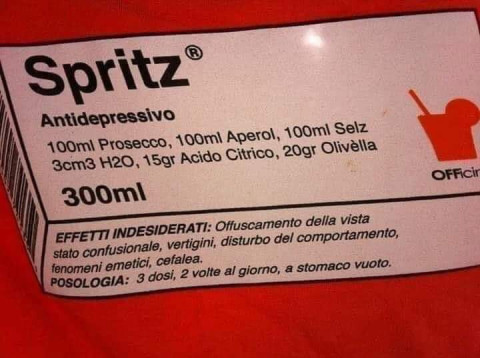 Spritz®
Antidepressivo
100ml Prosecco, 100ml Aperol, 100ml Selz
3cm3 H2O, 15gr Acido Citrico, 20gr Olivèlla
300ml
OFFicin
EFFETTI INDESIDERATI: Offuscamento della vista
stato confusionale, vertigini, disturbo del comportamento,
fenomeni emetici, cefalea.
POSOLOGIA: 3 dosi, 2 volte al giorno, a stomaco vuoto.